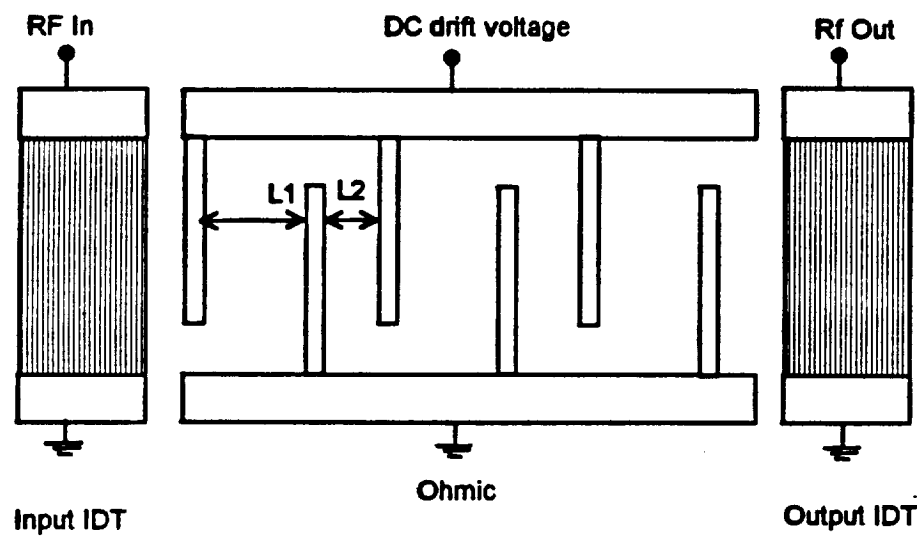 RF In
DC drift voltage
Rf Out
L1
L2
Ohmic
Input IDT
Output IDT